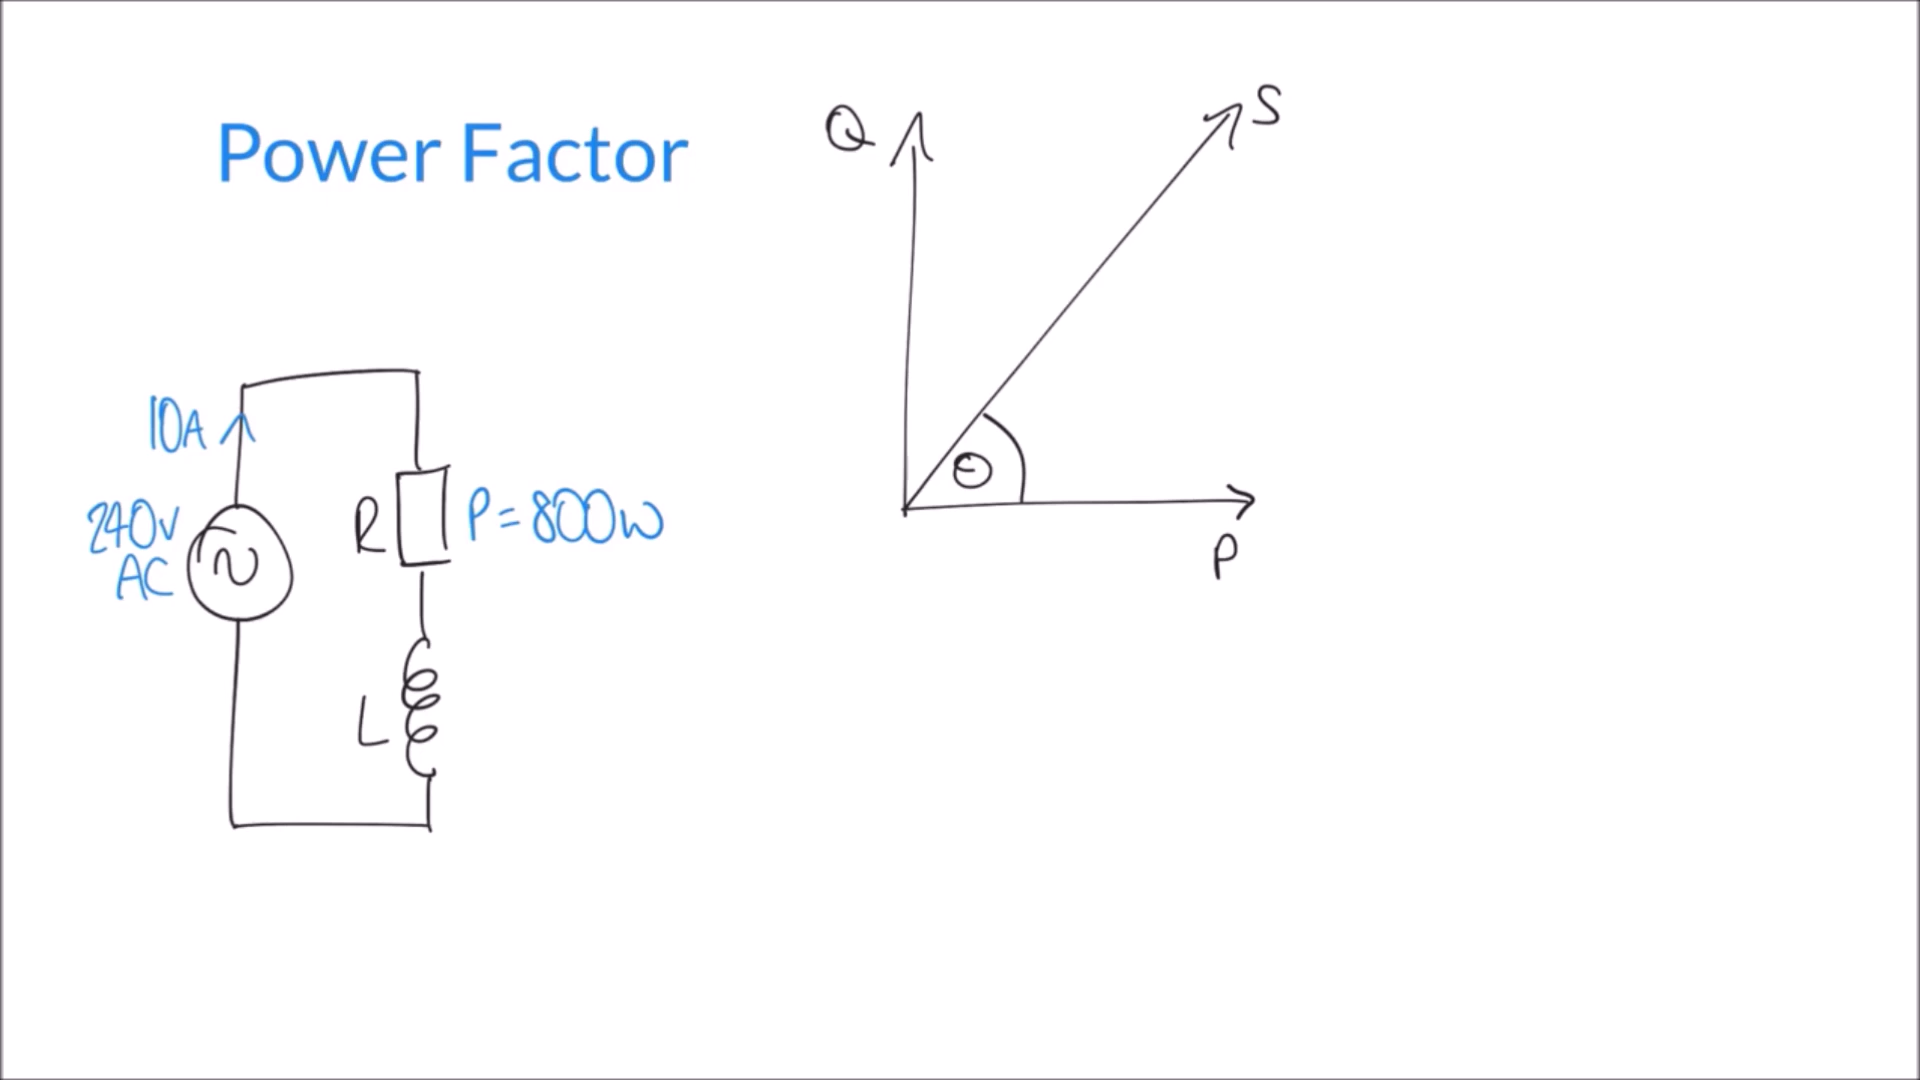 Power Factor
Q
S
Θ
P
10A
240V
AC
R
P=800W
L